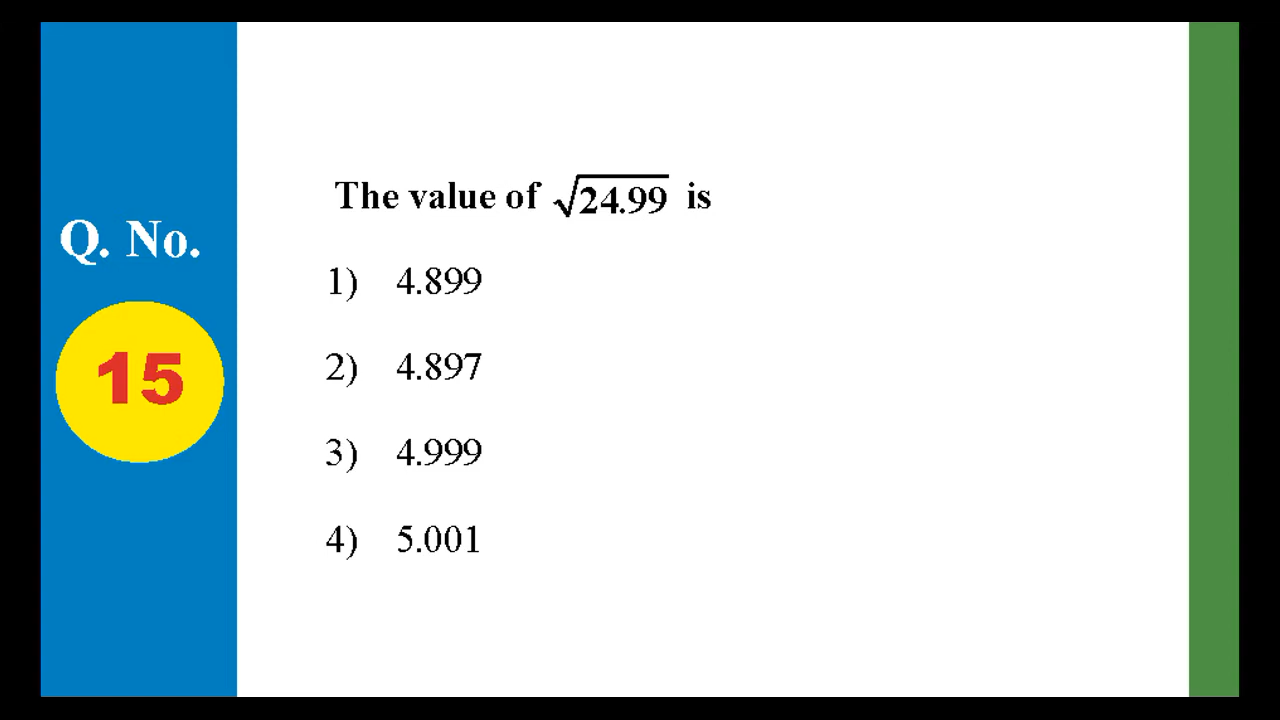 Q. No.
15
The value of √24.99 is
1) 4.899
2) 4.897
3) 4.999
4) 5.001